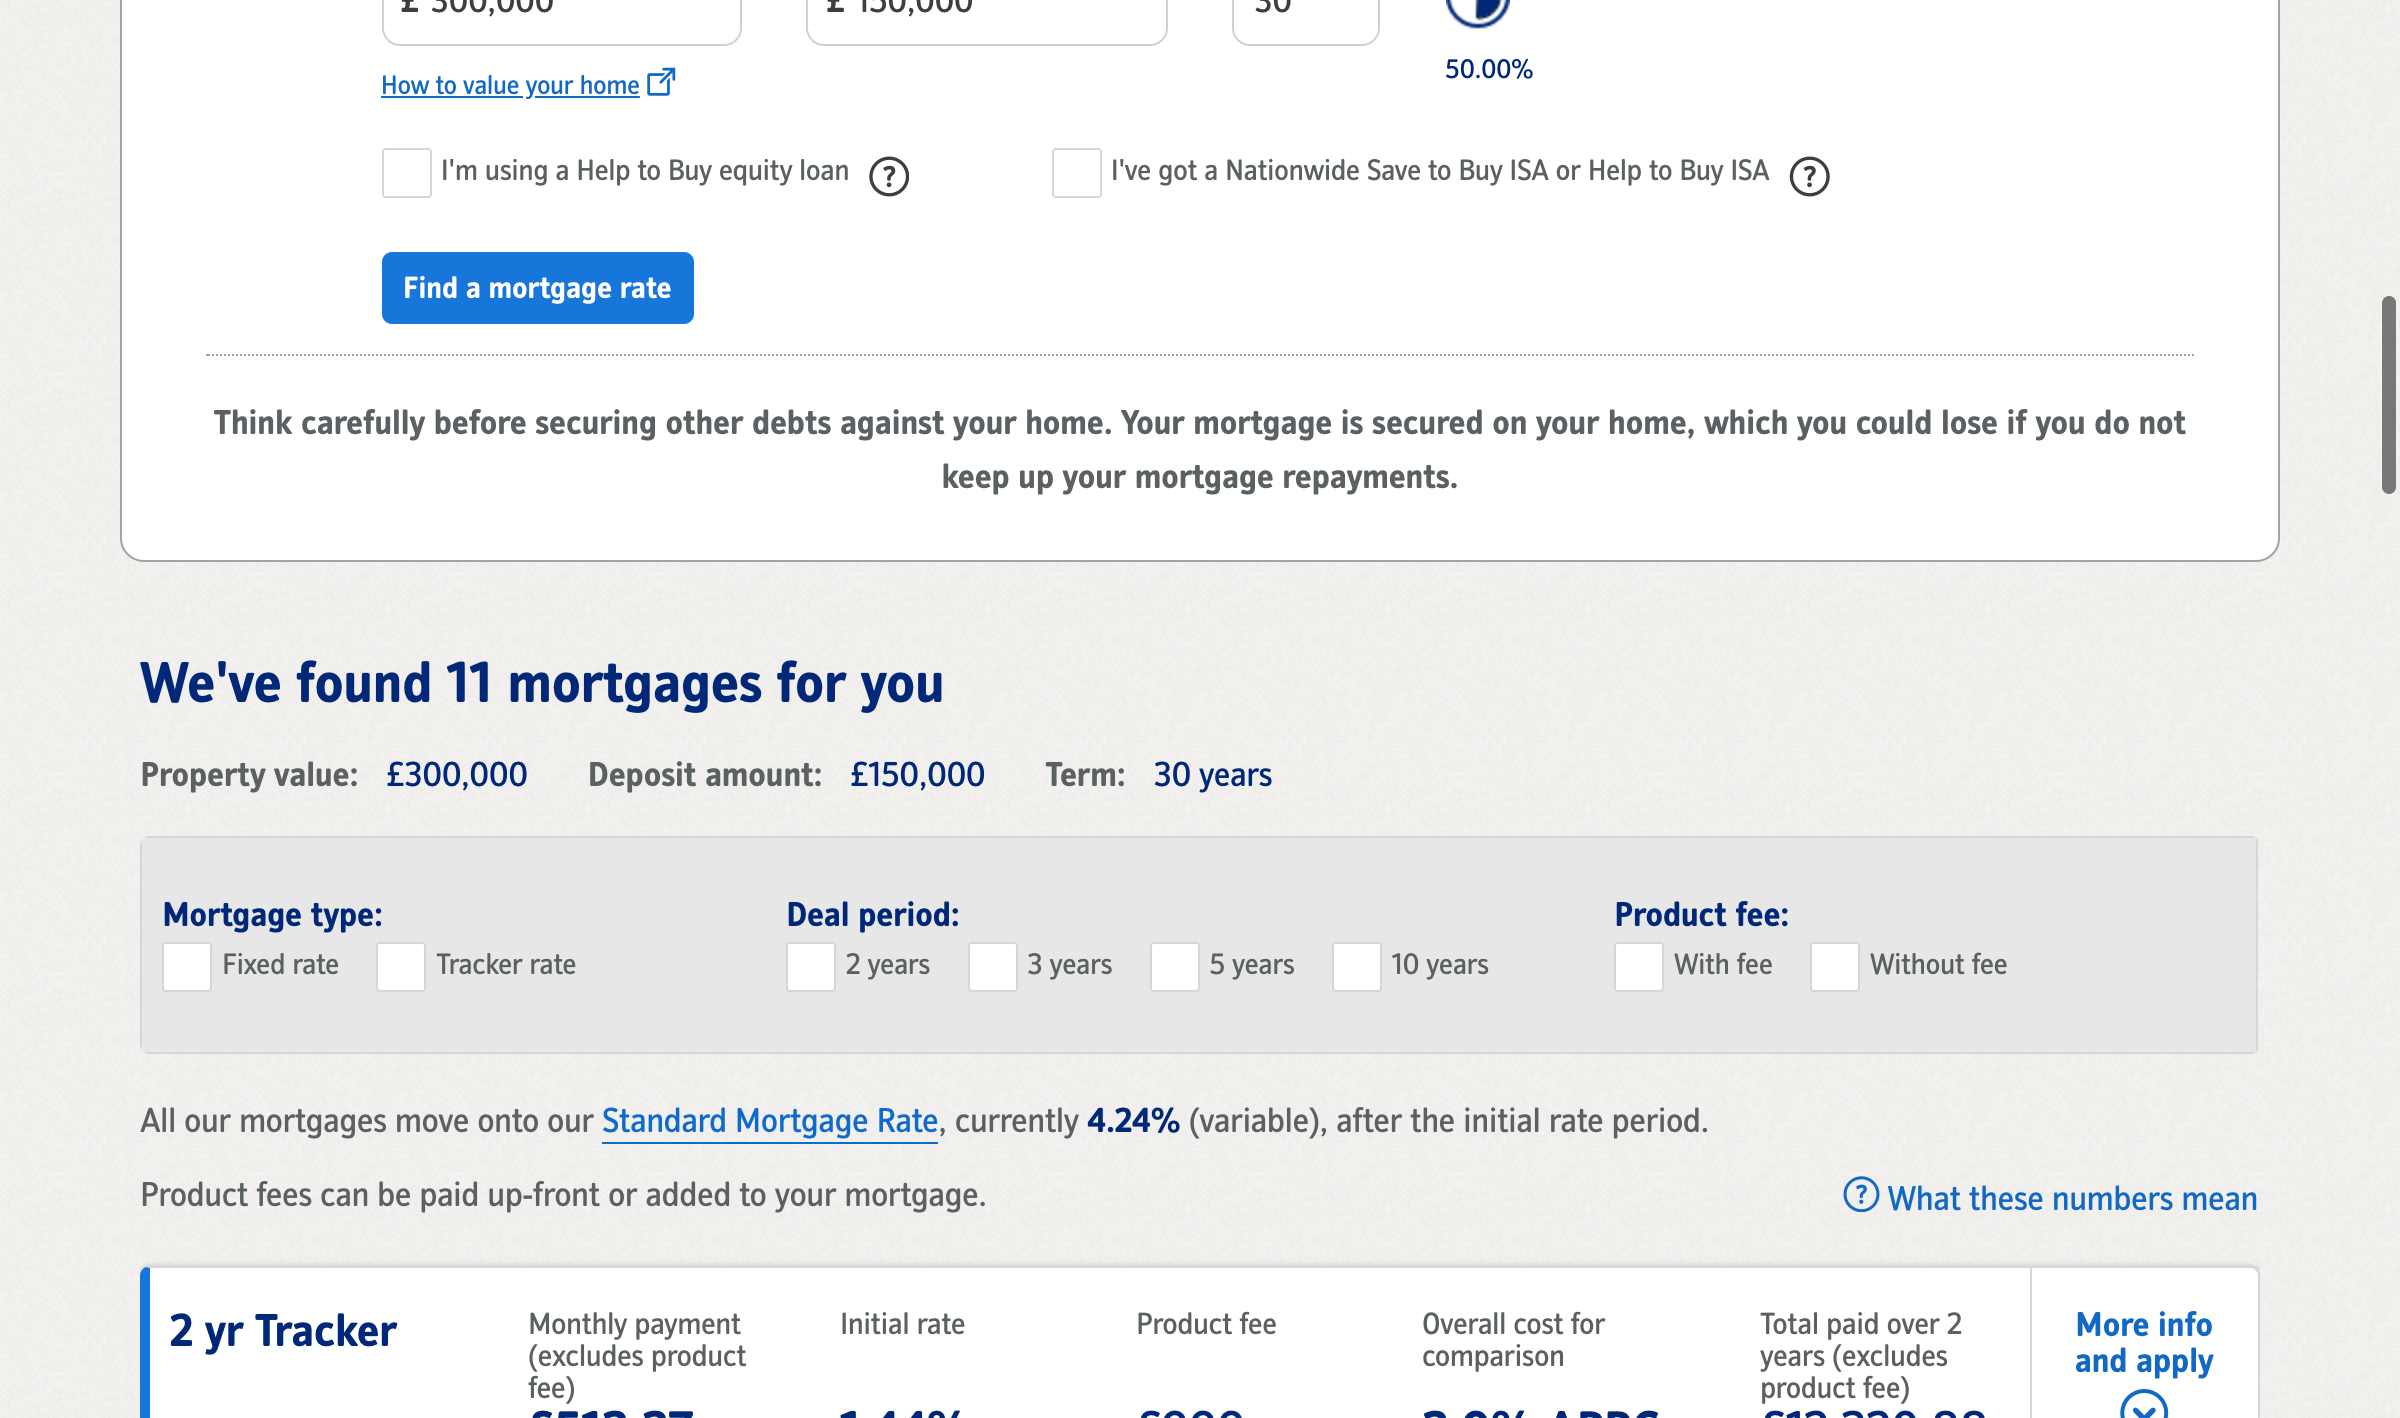 £ 300,000 £ 150,000 30
How to value your home
50.00%
I'm using a Help to Buy equity loan ? I've got a Nationwide Save to Buy ISA or Help to Buy ISA ?
Find a mortgage rate
Think carefully before securing other debts against your home. Your mortgage is secured on your home, which you could lose if you do not
keep up your mortgage repayments.
We've found 11 mortgages for you
Property value: £300,000 Deposit amount: £150,000 Term: 30 years
Mortgage type: Deal period: Product fee:
Fixed rate Tracker rate 2 years 3 years 5 years 10 years With fee Without fee
All our mortgages move onto our Standard Mortgage Rate, currently 4.24% (variable), after the initial rate period.
Product fees can be paid up-front or added to your mortgage.
? What these numbers mean
2 yr Tracker
Monthly payment
(excludes product
fee)
Initial rate
Product fee
Overall cost for
comparison
Total paid over 2
years (excludes
product fee)
More info
and apply